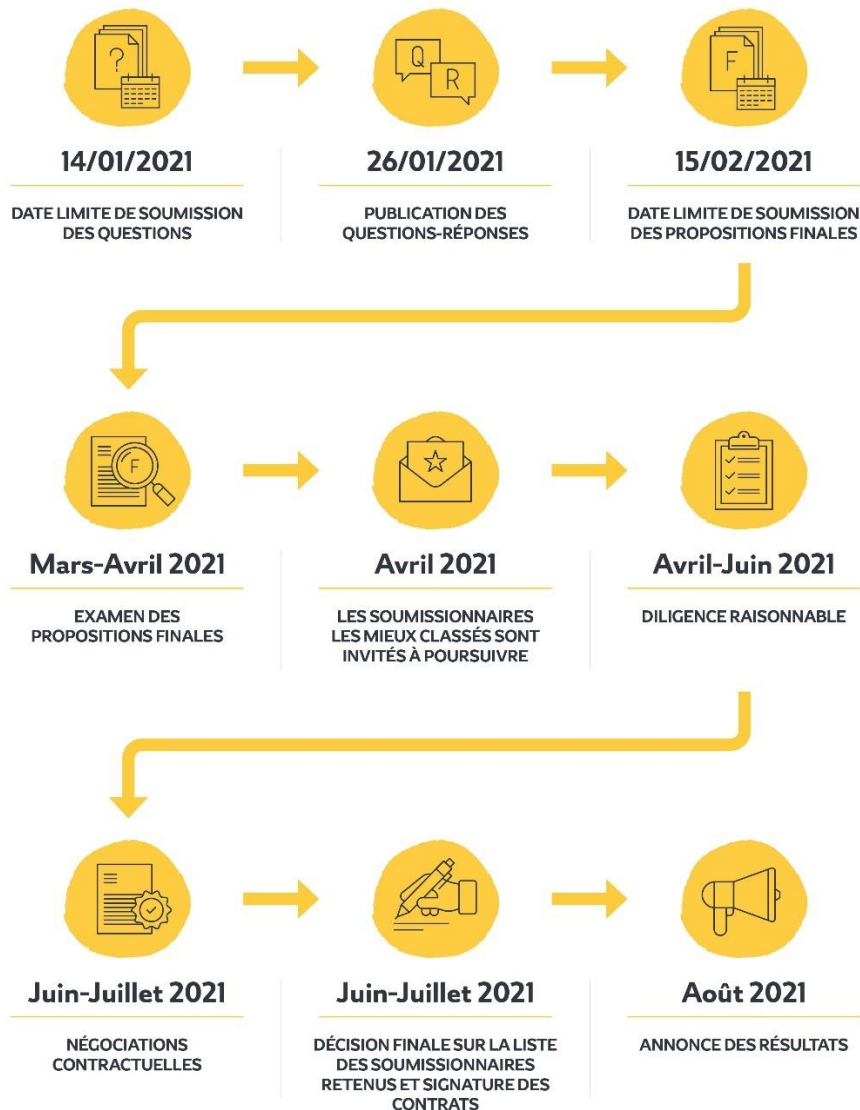 ?
Q
R
F
14/01/2021
26/01/2021
15/02/2021
DATE LIMITE DE SOUMISSION
DES QUESTIONS
PUBLICATION DES
QUESTIONS-RÉPONSES
DATE LIMITE DE SOUMISSION
DES PROPOSITIONS FINALES
F
Mars-Avril 2021
Avril 2021
Avril-Juin 2021
EXAMEN DES
PROPOSITIONS FINALES
LES SOUMISSIONNAIRES
LES MIEUX CLASSÉS SONT
INVITÉS À POURSUIVRE
DILIGENCE RAISONNABLE
Juin-Juillet 2021
Juin-Juillet 2021
Août 2021
NÉGOCIATIONS
CONTRACTUELLES
DÉCISION FINALE SUR LA LISTE
DES SOUMISSIONNAIRES
RETENUS ET SIGNATURE DES
CONTRATS
ANNONCE DES RÉSULTATS